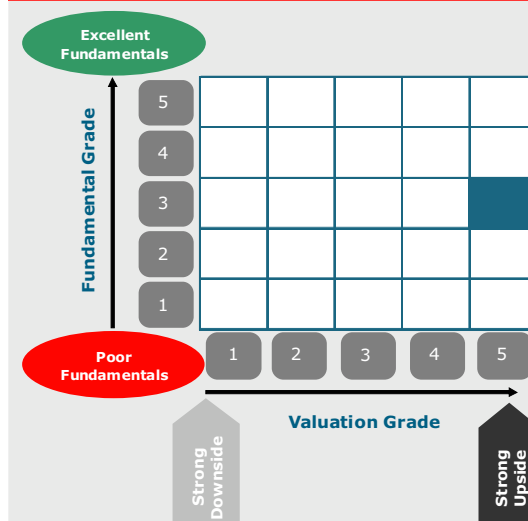 Excellent
Fundamentals
Fundamental Grade
5
4
3
2
1
Poor
Fundamentals
1
2
3
4
5
Valuation Grade
Strong
Downside
Strong
Upside